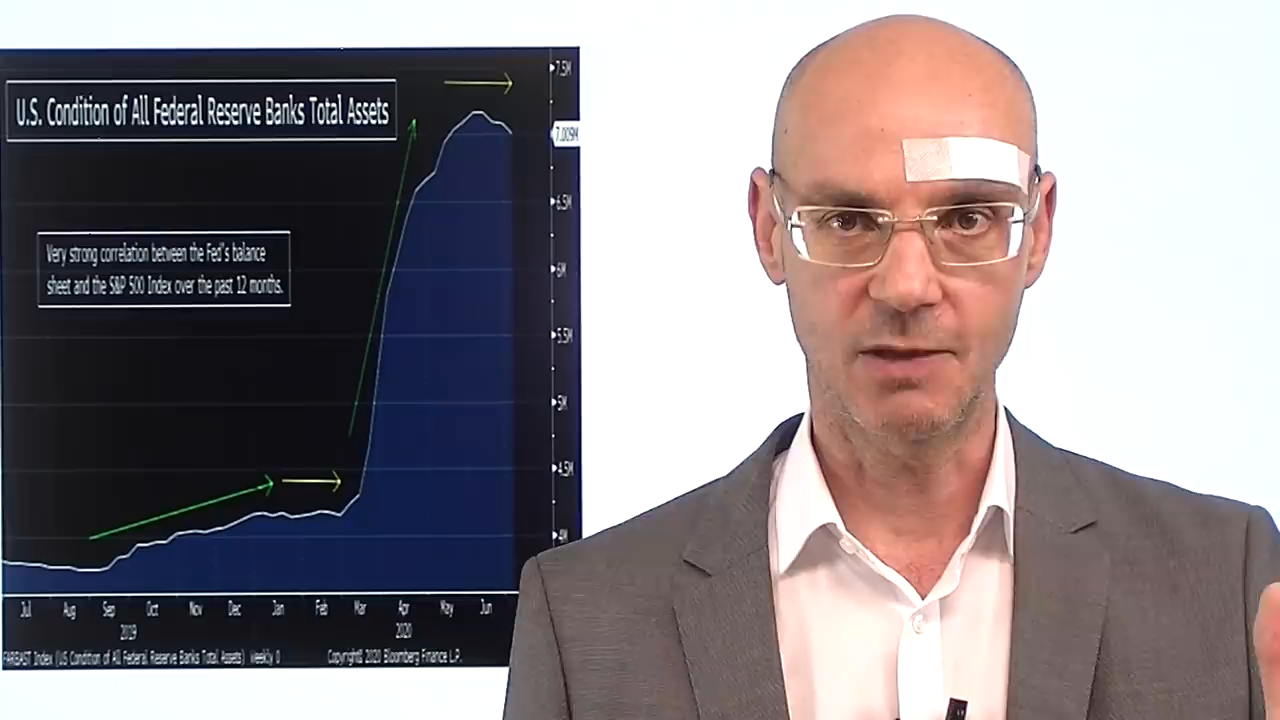 U.S. Condition of All Federal Reserve Banks Total Assets
Very strong correlation between the Fed's balance
sheet and the S&P 500 Index over the past 12 months.
7.5M
7.009M
6.5M
6M
5.5M
5M
4.5M
4M
Jul Aug Sep Oct Nov Dec Jan Feb Mar Apr May Jun
2019 2020
FARBAST Index (US Condition of All Federal Reserve Banks Total Assets) Weekly 0 Copyright© 2020 Bloomberg Finance L.P.